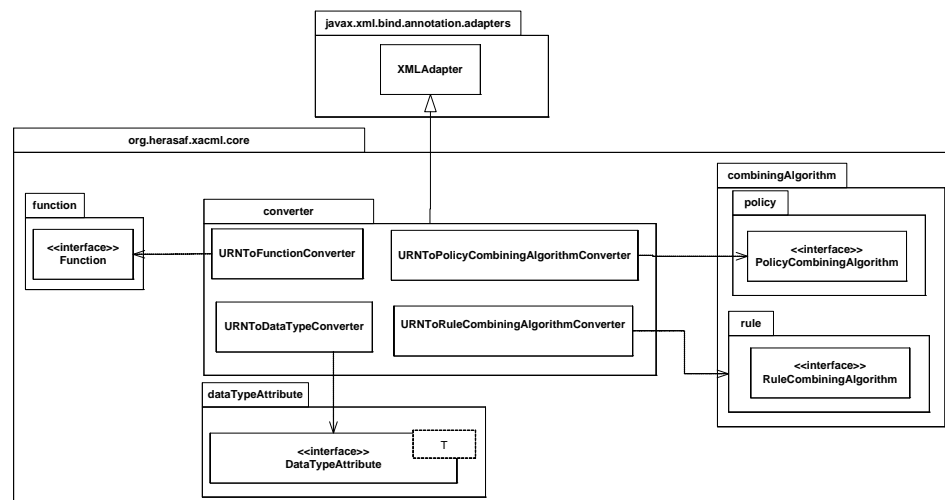 javax.xml.bind.annotation.adapters
XMLAdapter
org.herasaf.xacml.core
combiningAlgorithm
function
converter
policy
<<interface>>
Function
URNToFunctionConverter
URNToPolicyCombiningAlgorithmConverter
<<interface>>
PolicyCombiningAlgorithm
URNToDataTypeConverter
URNToRuleCombiningAlgorithmConverter
rule
<<interface>>
RuleCombiningAlgorithm
dataTypeAttribute
T
<<interface>>
DataTypeAttribute